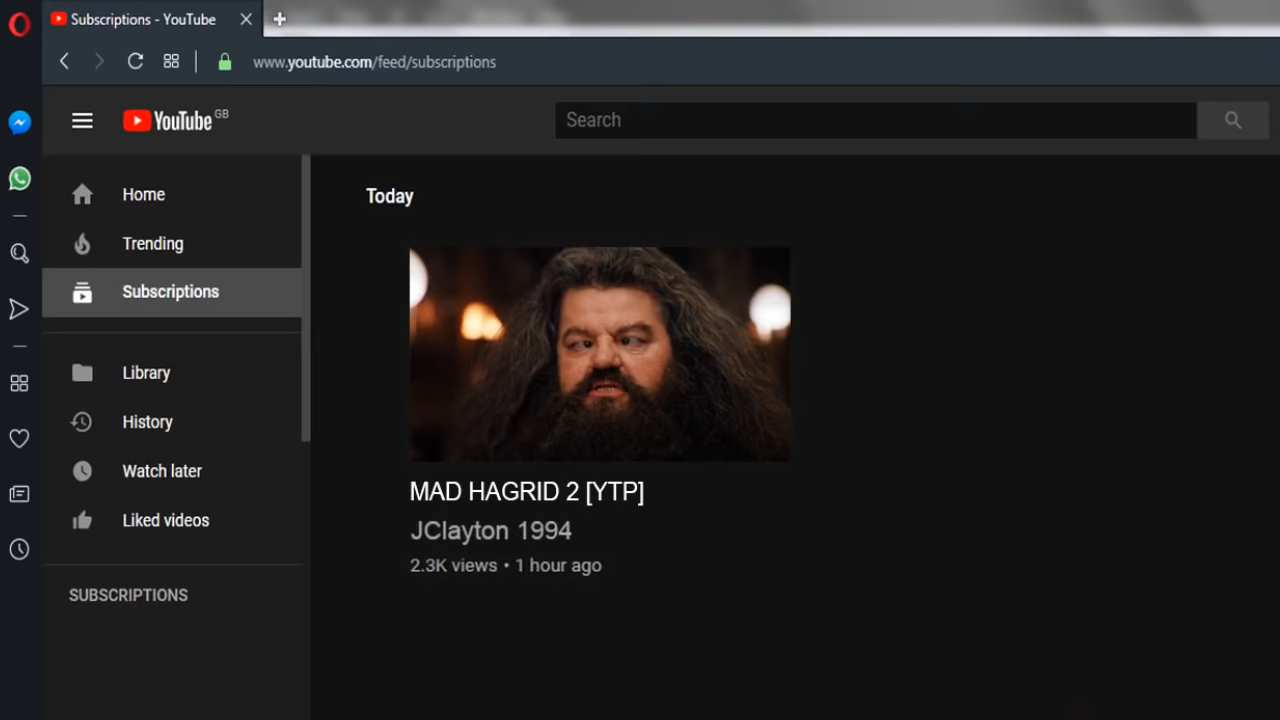 Subscriptions - YouTube
www.youtube.com/feed/subscriptions
YouTube GB
Search
Home
Trending
Subscriptions
Library
History
Watch later
Liked videos
SUBSCRIPTIONS
Today
MAD HAGRID 2 [YTP]
JClayton 1994
2.3K views • 1 hour ago